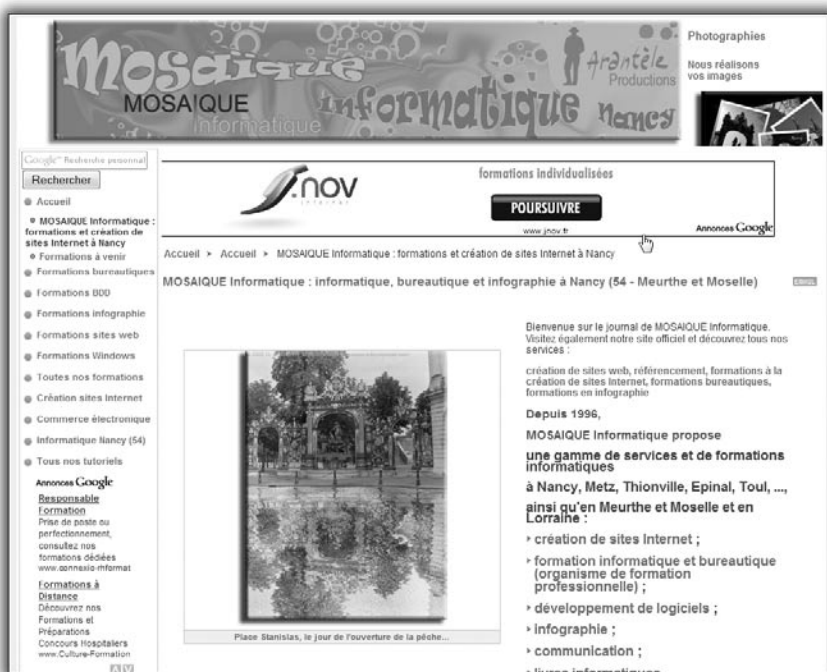 Mosaïque
MOSAIQUE
informatique
informatique
Nancy
Arantèle
Productions
Photographies
Nous réalisons
vos images
Google™ Recherche personnal
Rechercher
Accueil
MOSAIQUE Informatique :
formations et création de
sites Internet à Nancy
Formations à venir
Formations bureautiques
Formations BDD
Formations infographie
Formations sites web
Formations Windows
Toutes nos formations
Création sites Internet
Commerce électronique
Informatique Nancy (54)
Tous nos tutoriels
Annonces Google
Responsable
Formation
Prise de poste ou
perfectionnement,
consultez nos
formations dédiées
www.connexio-rhformat
Formations à
Distance
Découvrez nos
Formations et
Préparations
Concours Hospitaliers
www.Culture-Formation
J.nov
internet
formations individualisées
POURSUIVRE
www.jnov.fr
Annonces Google
Accueil > Accueil > MOSAIQUE Informatique : formations et création de sites Internet à Nancy
MOSAIQUE Informatique : informatique, bureautique et infographie à Nancy (54 - Meurthe et Moselle)
Place Stanislas, le jour de l'ouverture de la pêche...
Bienvenue sur le journal de MOSAIQUE Informatique.
Visitez également notre site officiel et découvrez tous nos
services :
création de sites web, référencement, formations à la
création de sites Internet, formations bureautiques,
formations en infographie
Depuis 1996,
MOSAIQUE Informatique propose
une gamme de services et de formations
informatiques
à Nancy, Metz, Thionville, Epinal, Toul, ...,
ainsi qu'en Meurthe et Moselle et en
Lorraine :
création de sites Internet ;
formation informatique et bureautique
(organisme de formation
professionnelle) ;
développement de logiciels ;
infographie ;
communication ;
livres informatiques